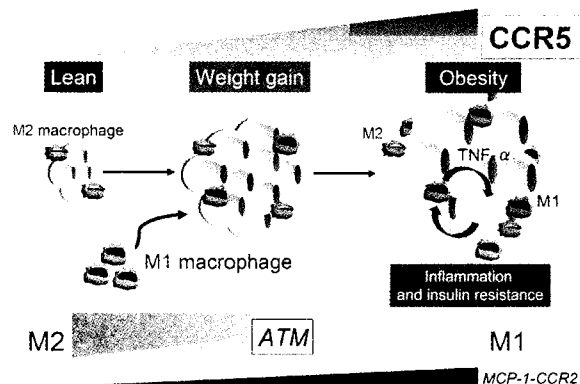 CCR5
Lean
Weight gain
Obesity
M2 macrophage
M2
TNF-α
M1
M1 macrophage
Inflammation
and insulin resistance
M2
ATM
M1
MCP-1-CCR2